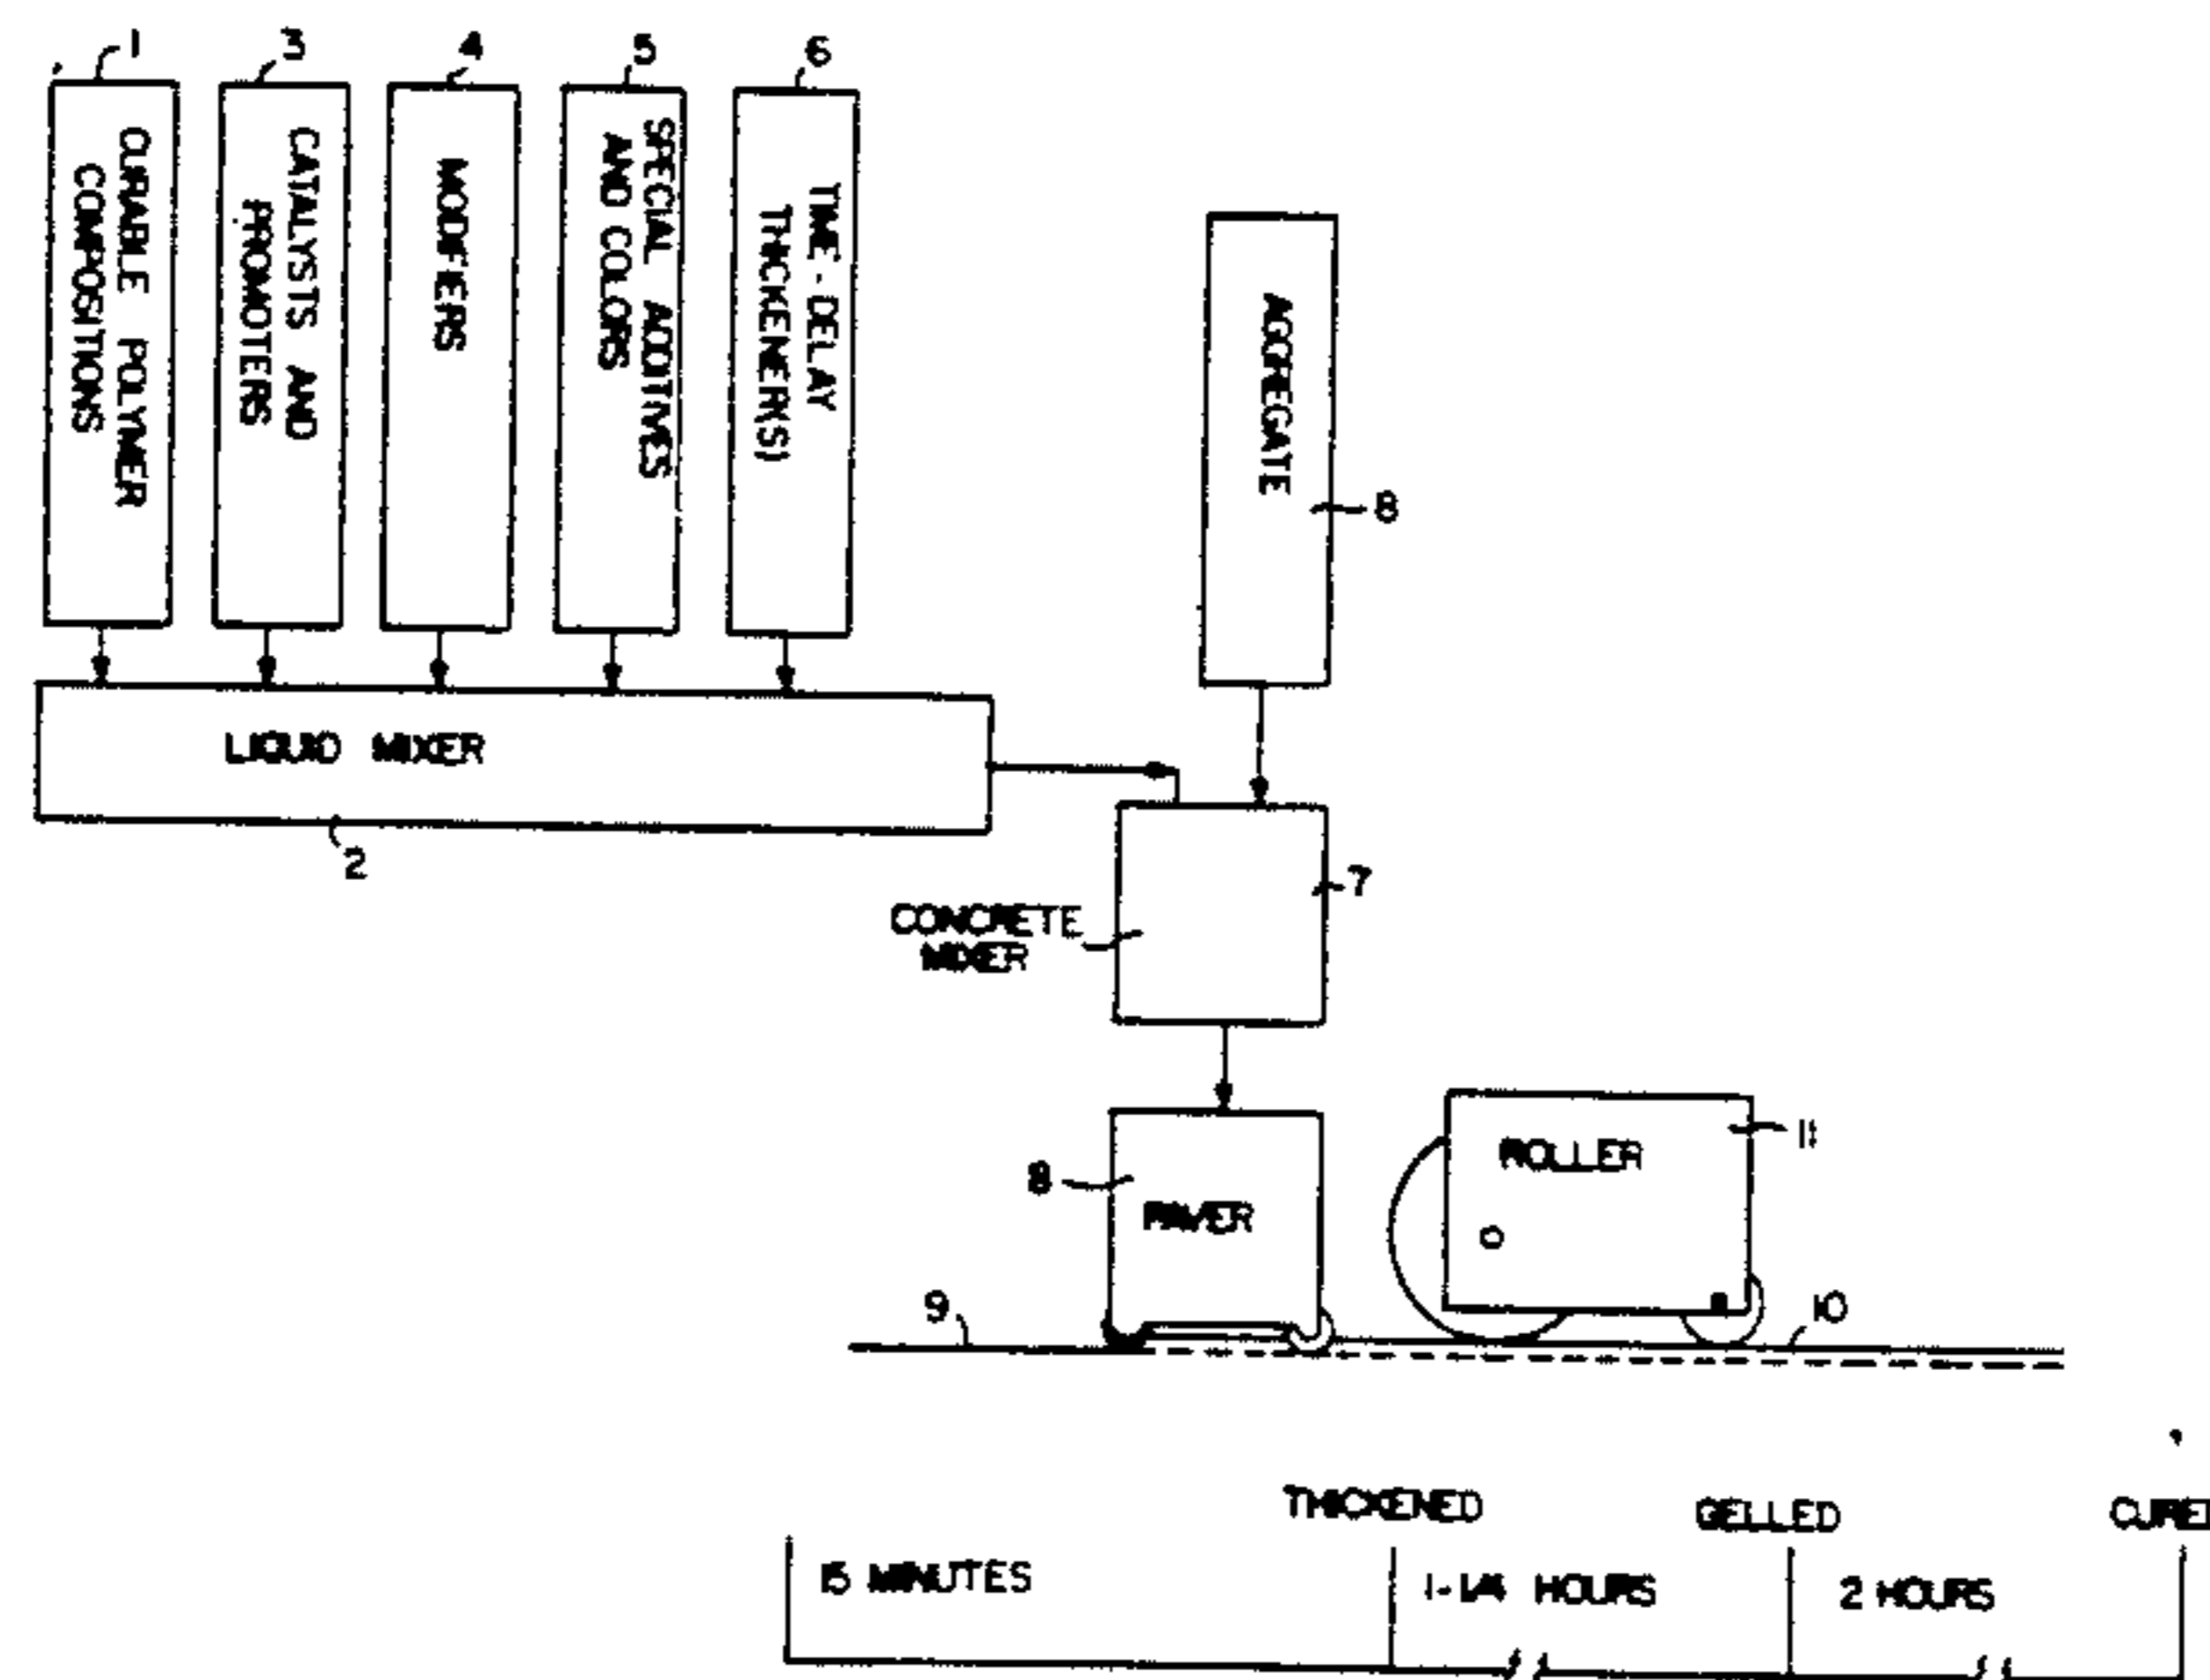 1
3
4
5
6
CURABLE POLYMER
COMPOSITIONS
CATALYSTS AND
PROMOTERS
MODIFIERS
SPECIAL ADDITIVES
AND COLORS
TIME-DELAY
THICKENER(S)
AGGREGATE
8
LIQUID MIXER
2
7
CONCRETE
MIXER
8
PAVER
ROLLER
11
9
10
THICKENED
GELLED
CURED
15 MINUTES
1-1/4 HOURS
2 HOURS